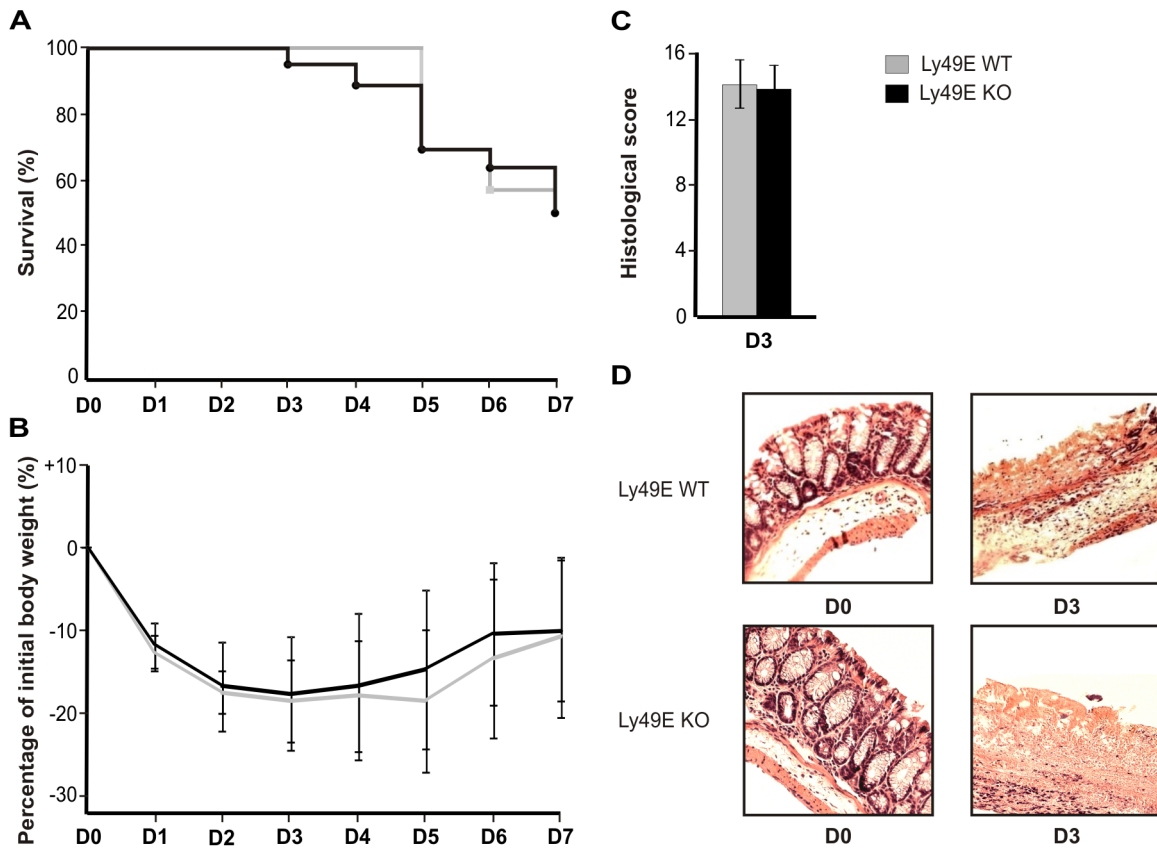 A
Survival (%)
100
80
60
40
20
0
D0 D1 D2 D3 D4 D5 D6 D7
B
Percentage of initial body weight (%)
+10
0
-10
-20
-30
D0 D1 D2 D3 D4 D5 D6 D7
C
Histological score
16
12
8
4
0
D3
Ly49E WT
Ly49E KO
D
Ly49E WT
D0 D3
Ly49E KO
D0 D3